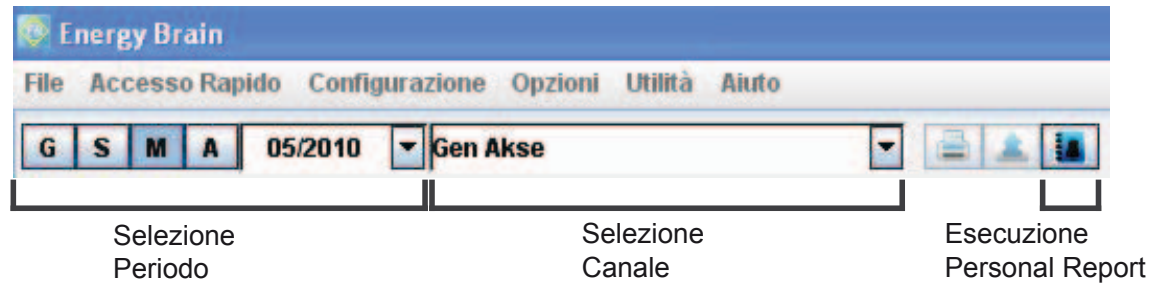 Energy Brain
File Accesso Rapido Configurazione Opzioni Utilità Aiuto
G S M A 05/2010 Gen Akse
Selezione Periodo
Selezione Canale
Esecuzione Personal Report